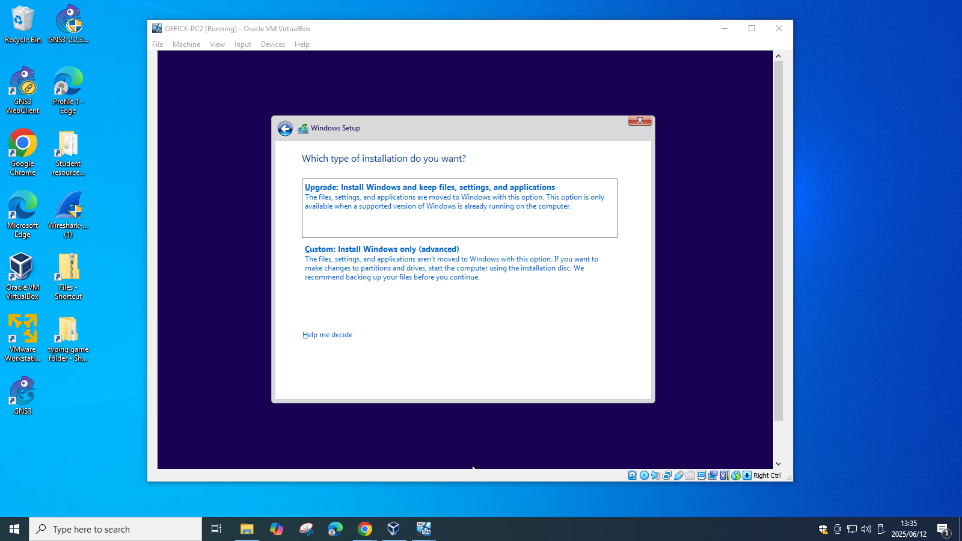 OFFICE-PC2 [Running] - Oracle VM VirtualBox
File Machine View Input Devices Help
Windows Setup
Which type of installation do you want?
Upgrade: Install Windows and keep files, settings, and applications
The files, settings, and applications are moved to Windows with this option. This option is only
available when a supported version of Windows is already running on the computer.
Custom: Install Windows only (advanced)
The files, settings, and applications aren't moved to Windows with this option. If you want to
make changes to partitions and drives, start the computer using the installation disc. We
recommend backing up your files before you continue.
Help me decide
Right Ctrl
Recycle Bin
GNS3
WebClient
Profile 1 -
Edge
Google
Chrome
Student
resource...
Microsoft
Edge
Wireshark-...
(1)
Oracle VM
VirtualBox
Files -
Shortcut
VMware
Workstati...
typing game
folder - Sh...
GNS3
Type here to search
13:35
2025/06/12
1